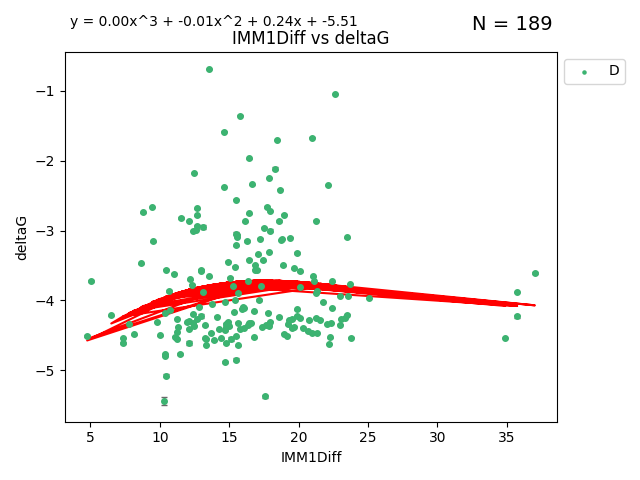 y = 0.00x^3 + -0.01x^2 + 0.24x + -5.51
N = 189
IMM1Diff vs deltaG
D
deltaG
−1
−2
−3
−4
−5
5 10 15 20 25 30 35
IMM1Diff